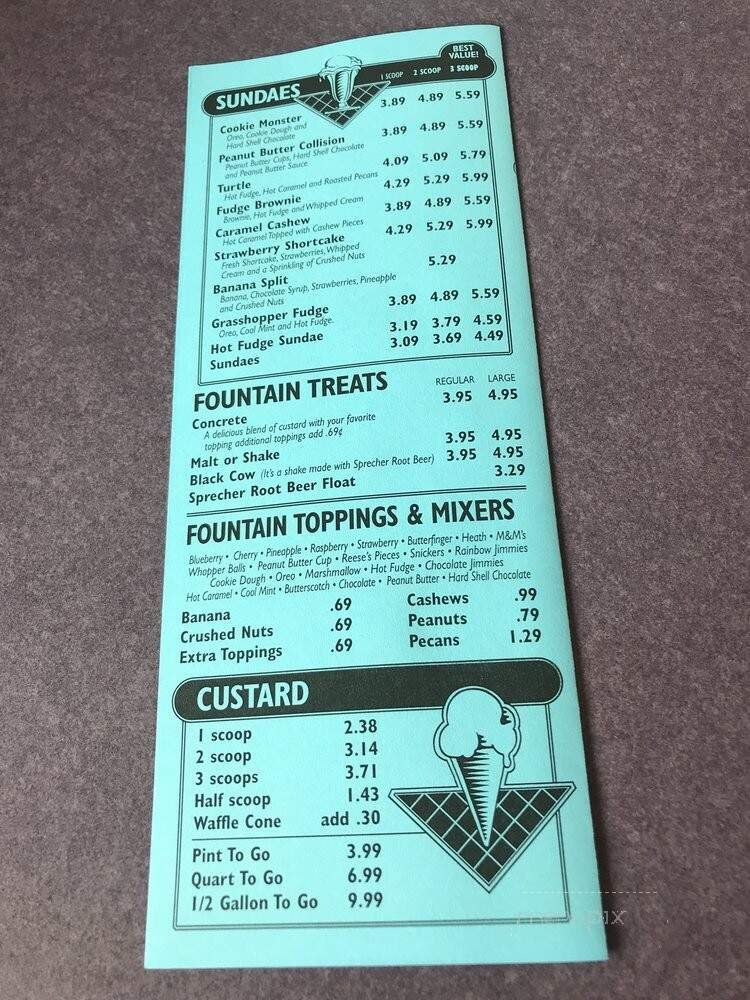 BEST
VALUE!
SUNDAES 1 SCOOP 2 SCOOP 3 SCOOP
Cookie Monster 3.89 4.89 5.59
Oreo, Cookie Dough and
Hard Shell Chocolate
Peanut Butter Collision 3.89 4.89 5.59
Peanut Butter Cups, Hard Shell Chocolate
and Peanut Butter Sauce
Turtle 4.09 5.09 5.79
Hot Fudge, Hot Caramel and Roasted Pecans
Fudge Brownie 4.29 5.29 5.99
Brownie, Hot Fudge and Whipped Cream
Caramel Cashew 3.89 4.89 5.59
Hot Caramel Topped with Cashew Pieces
Strawberry Shortcake 4.29 5.29 5.99
Fresh Shortcake, Strawberries, Whipped
Cream and a Sprinkling of Crushed Nuts
Banana Split 5.29
Banana, Chocolate Syrup, Strawberries, Pineapple
and Crushed Nuts
Grasshopper Fudge 3.89 4.89 5.59
Oreo, Cool Mint and Hot Fudge.
Hot Fudge Sundae 3.19 3.79 4.59
Sundaes 3.09 3.69 4.49
FOUNTAIN TREATS REGULAR LARGE
Concrete 3.95 4.95
A delicious blend of custard with your favorite
topping additional toppings add .69¢
Malt or Shake 3.95 4.95
Black Cow (It's a shake made with Sprecher Root Beer) 3.95 4.95
Sprecher Root Beer Float 3.29
FOUNTAIN TOPPINGS & MIXERS
Blueberry • Cherry • Pineapple • Raspberry • Strawberry • Butterfinger • Heath • M&M's
Whopper Balls • Peanut Butter Cup • Reese's Pieces • Snickers • Rainbow Jimmies
Cookie Dough • Oreo • Marshmallow • Hot Fudge • Chocolate Jimmies
Hot Caramel • Cool Mint • Butterscotch • Chocolate • Peanut Butter • Hard Shell Chocolate
Banana .69 Cashews .99
Crushed Nuts .69 Peanuts .79
Extra Toppings .69 Pecans 1.29
CUSTARD
1 scoop 2.38
2 scoop 3.14
3 scoops 3.71
Half scoop 1.43
Waffle Cone add .30
Pint To Go 3.99
Quart To Go 6.99
1/2 Gallon To Go 9.99